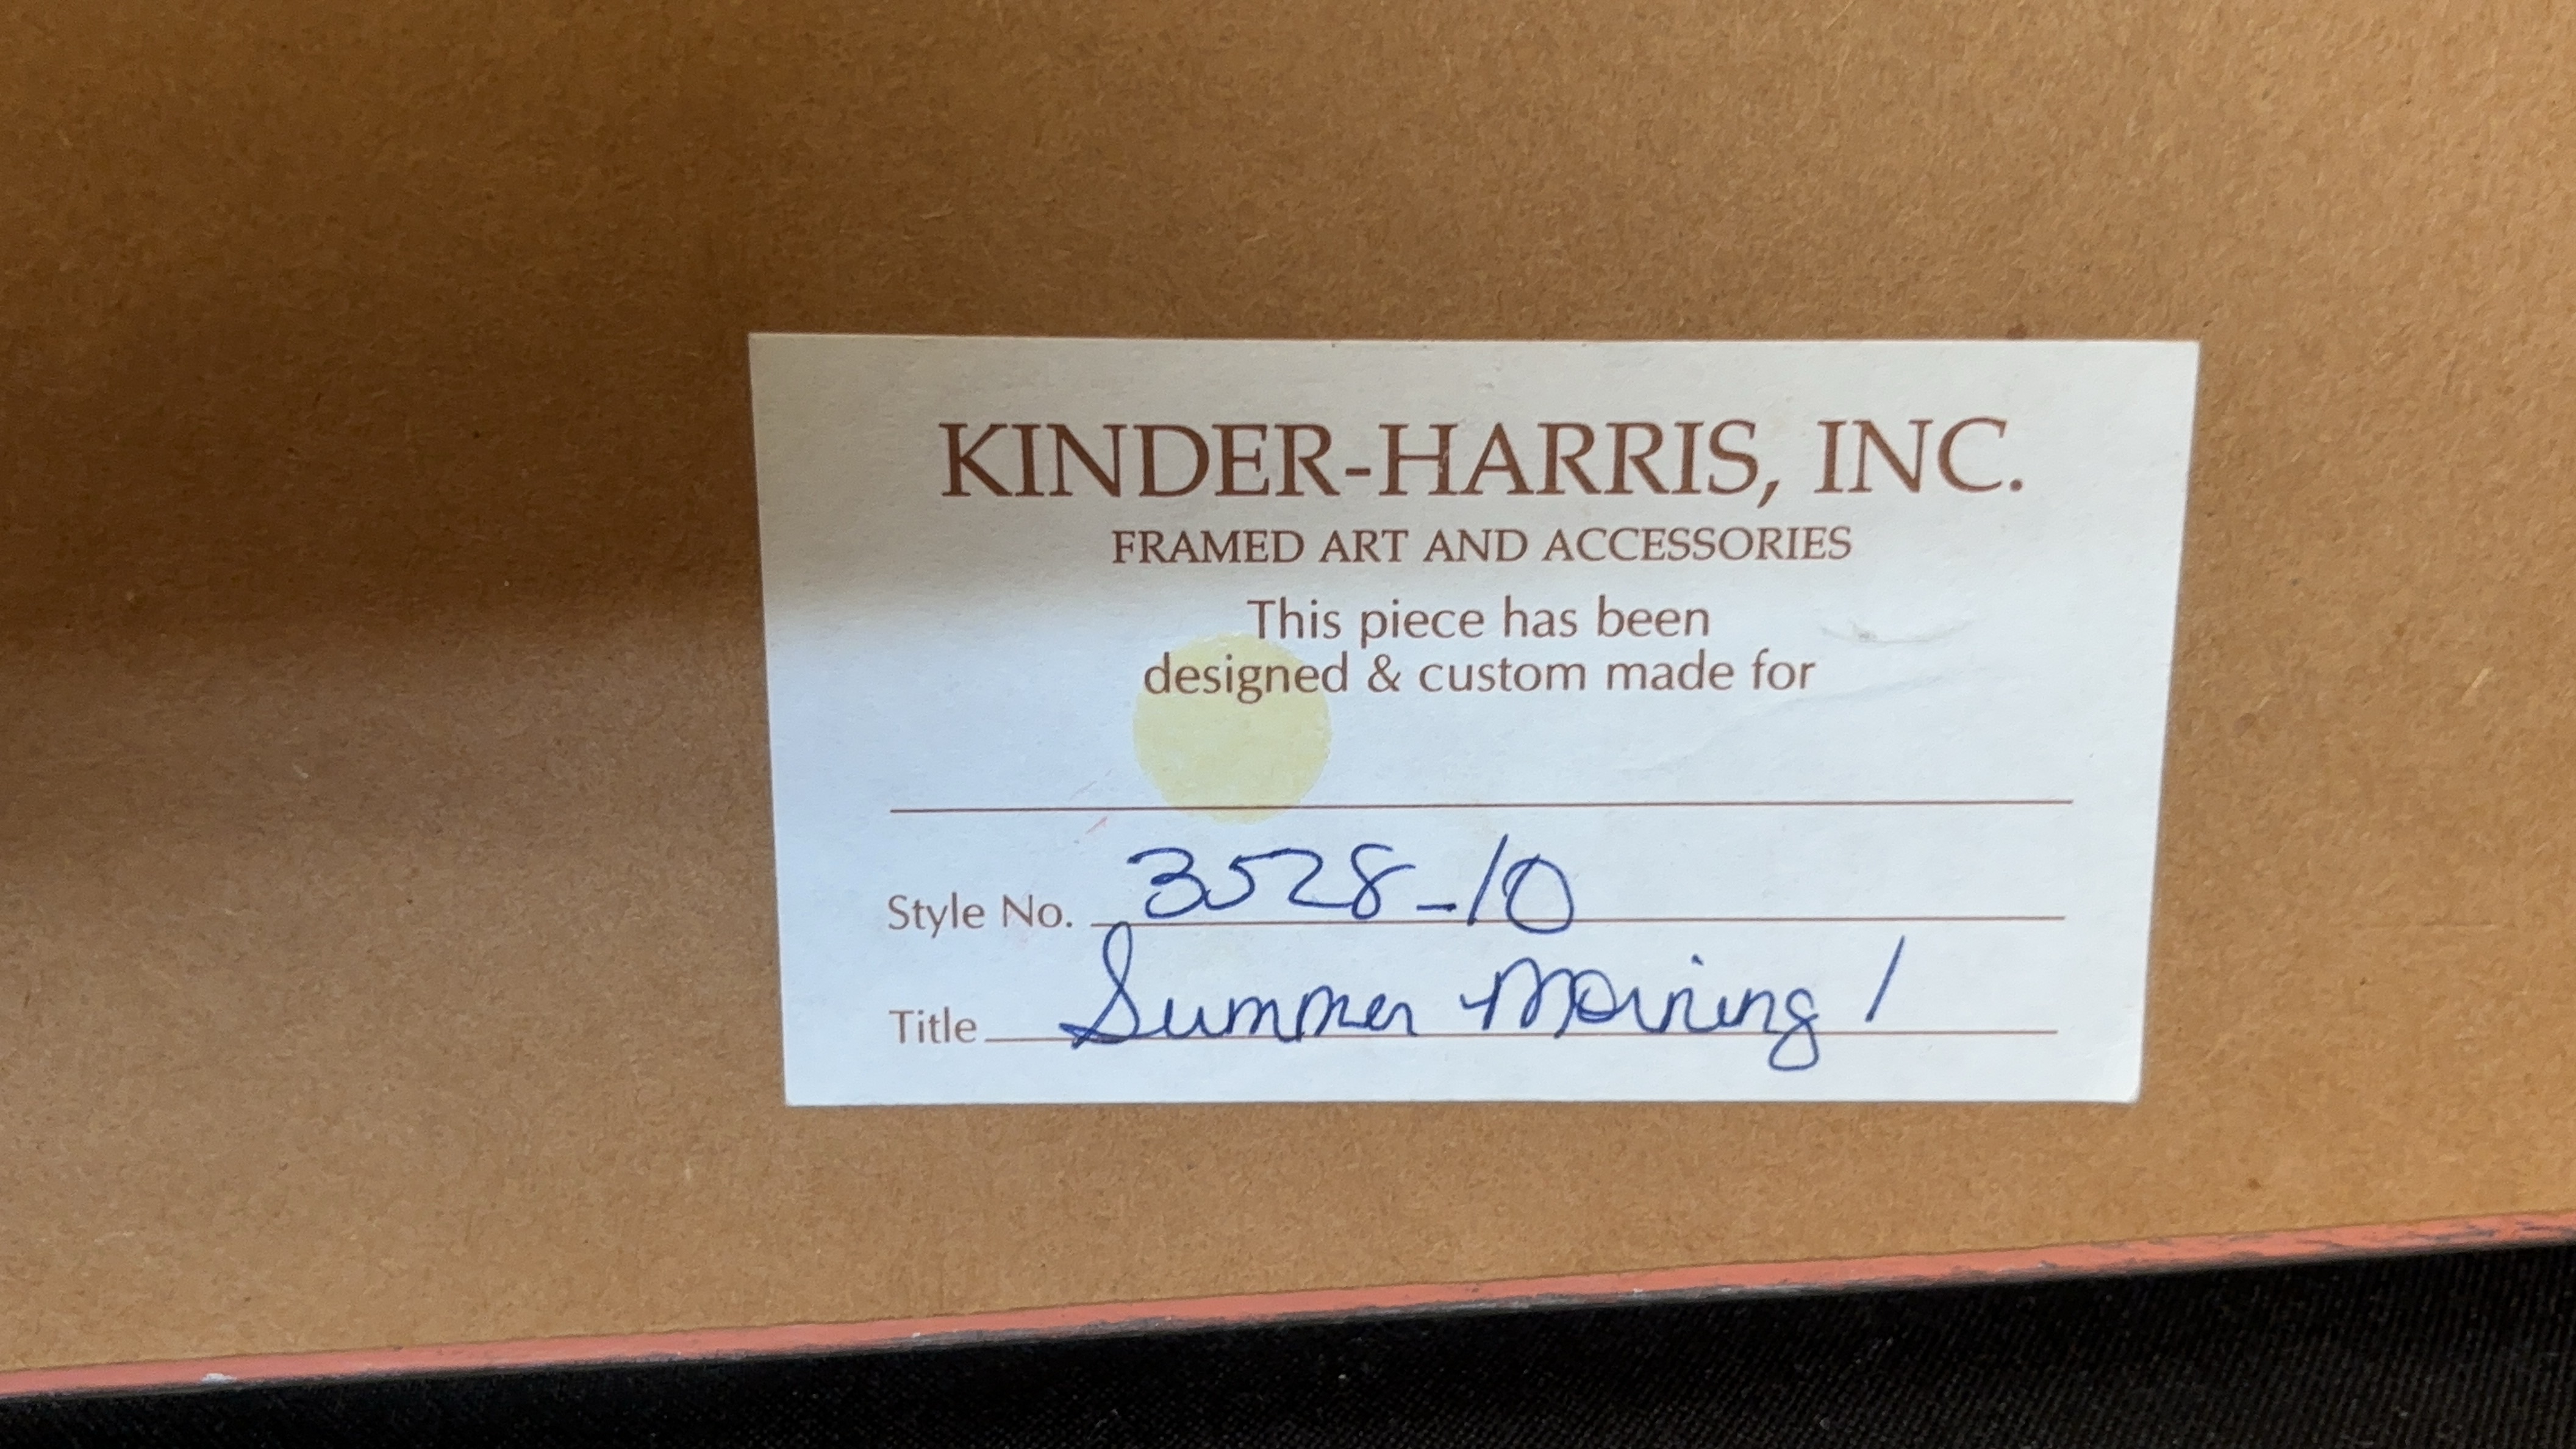 KINDER-HARRIS, INC.
FRAMED ART AND ACCESSORIES
This piece has been
designed & custom made for
Style No. 3528-10
Title Summer Morning 1